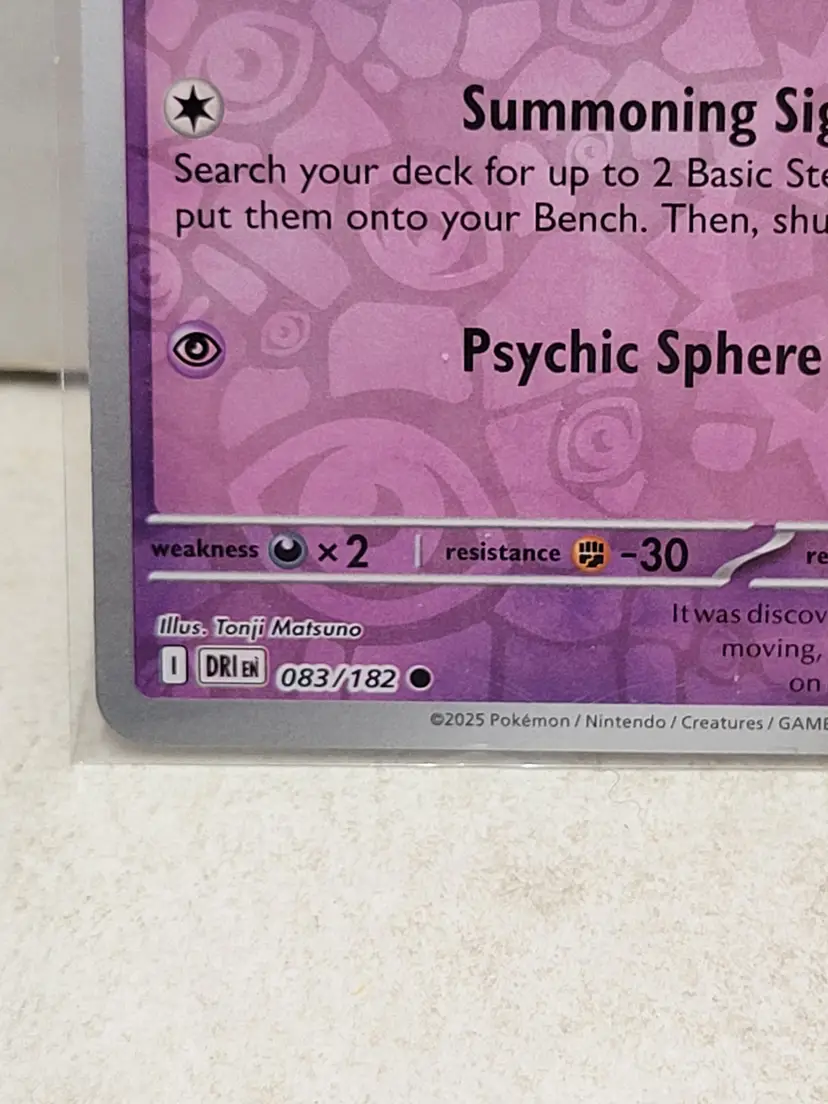 Summoning Sig
Search your deck for up to 2 Basic Ste
put them onto your Bench. Then, shu
Psychic Sphere
weakness ×2 resistance -30 re
Illus. Tonji Matsuno
It was discov
moving,
on
I DRI EN 083/182
©2025 Pokémon / Nintendo / Creatures / GAME